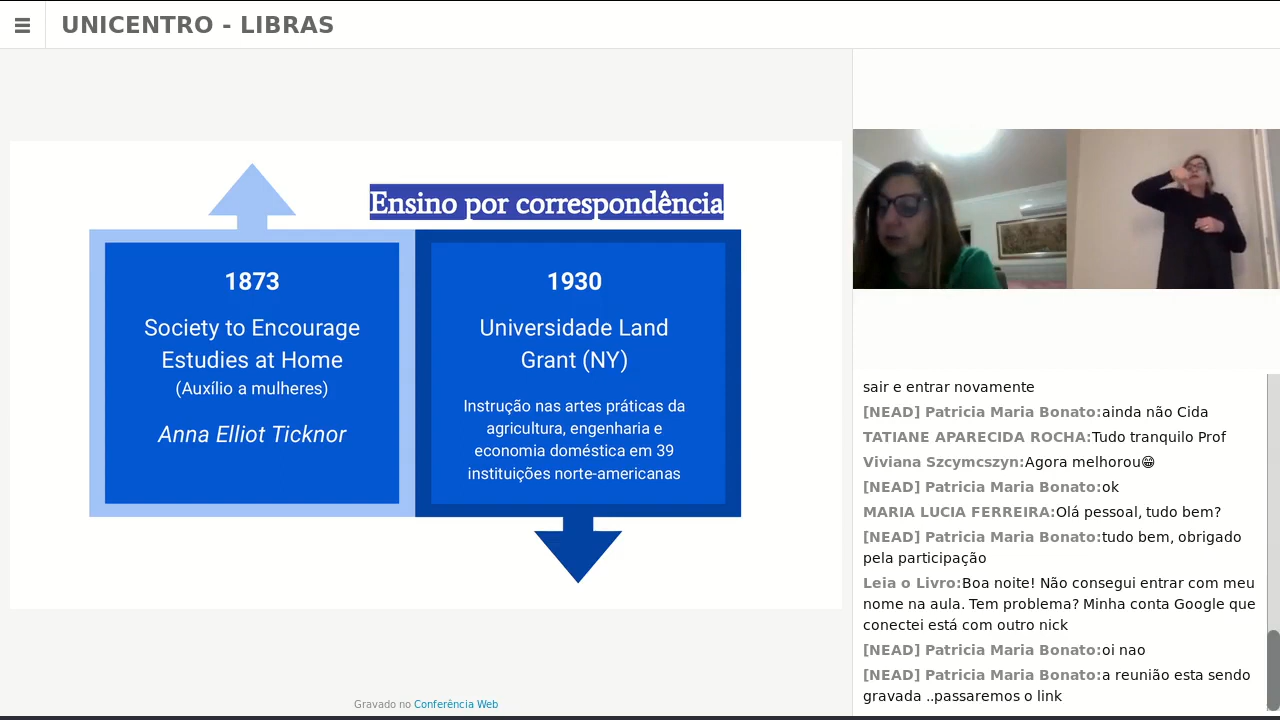 UNICENTRO - LIBRAS
Ensino por correspondência
1873
Society to Encourage
Estudies at Home
(Auxílio a mulheres)
Anna Elliot Ticknor
1930
Universidade Land
Grant (NY)
Instrução nas artes práticas da
agricultura, engenharia e
economia doméstica em 39
instituições norte-americanas
Gravado no Conferência Web
sair e entrar novamente
[NEAD] Patricia Maria Bonato:ainda não Cida
TATIANE APARECIDA ROCHA:Tudo tranquilo Prof
Viviana Szcymcszyn:Agora melhorou😁
[NEAD] Patricia Maria Bonato:ok
MARIA LUCIA FERREIRA:Olá pessoal, tudo bem?
[NEAD] Patricia Maria Bonato:tudo bem, obrigado
pela participação
Leia o Livro:Boa noite! Não consegui entrar com meu
nome na aula. Tem problema? Minha conta Google que
conectei está com outro nick
[NEAD] Patricia Maria Bonato:oi nao
[NEAD] Patricia Maria Bonato:a reunião esta sendo
gravada ..passaremos o link